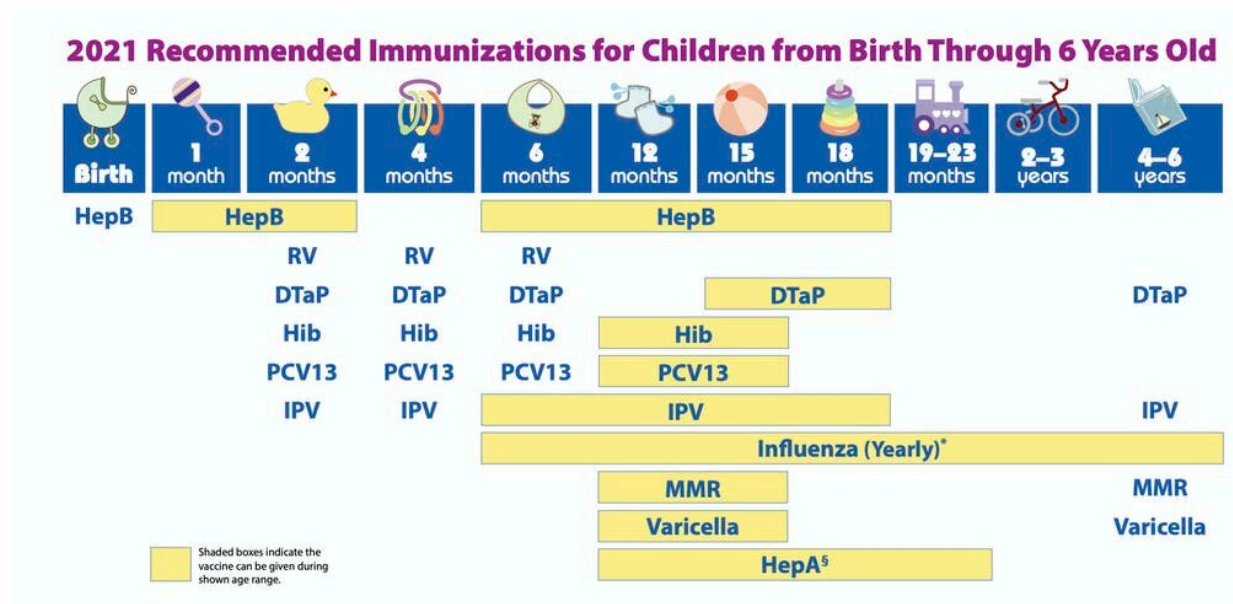 2021 Recommended Immunizations for Children from Birth Through 6 Years Old
Birth
1 month
2 months
4 months
6 months
12 months
15 months
18 months
19–23 months
2–3 years
4–6 years
HepB HepB HepB
RV RV RV
DTaP DTaP DTaP DTaP DTaP
Hib Hib Hib Hib
PCV13 PCV13 PCV13 PCV13
IPV IPV IPV IPV
Influenza (Yearly)*
MMR MMR
Varicella Varicella
HepA§
Shaded boxes indicate the
vaccine can be given during
shown age range.